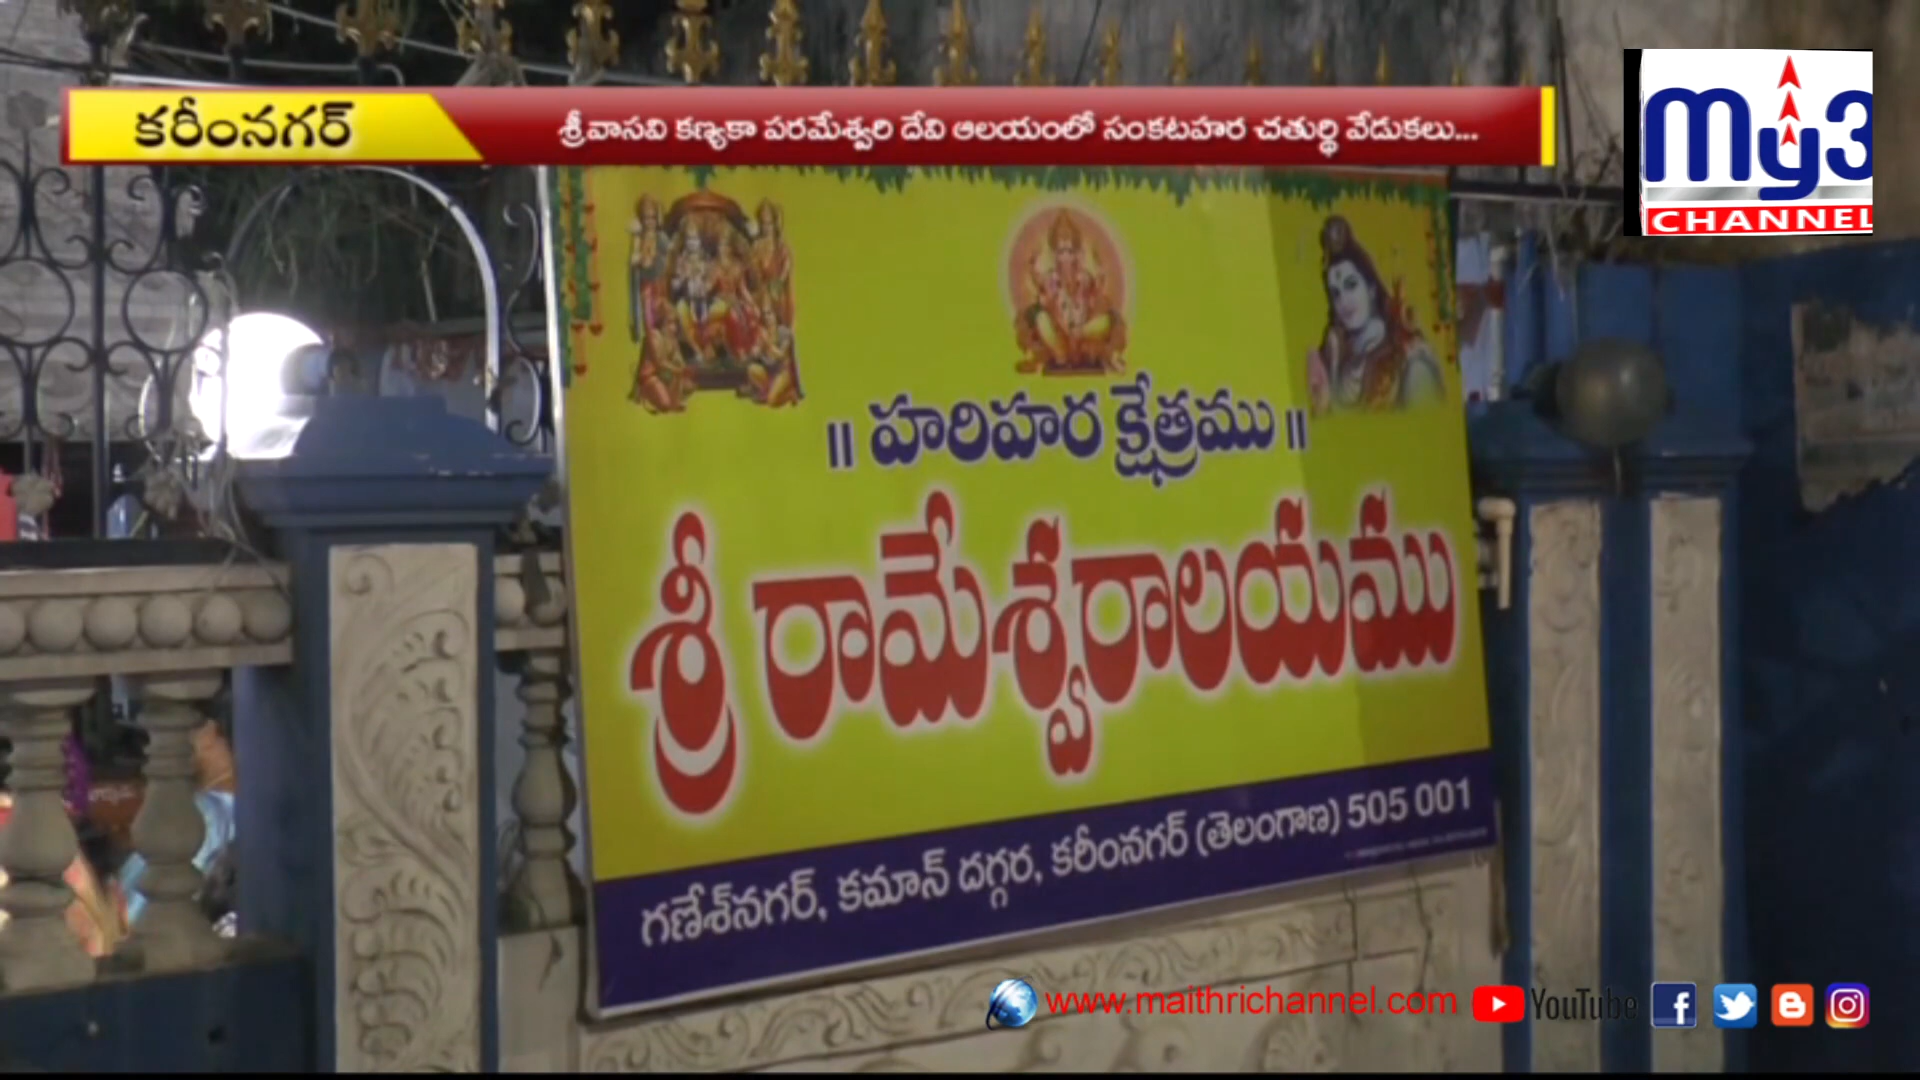 కరీంనగర్
శ్రీ వాసవి కణ్యకా పరమేశ్వరి దేవి ఆలయంలో సంకటహర చతుర్థి వేడుకలు...
My3
CHANNEL
|| హరిహర క్షేత్రము ||
శ్రీ రామేశ్వరాలయము
గణేశ్‌నగర్, కమాన్ దగ్గర, కరీంనగర్ (తెలంగాణ) 505 001
www.maithrichannel.com YouTube